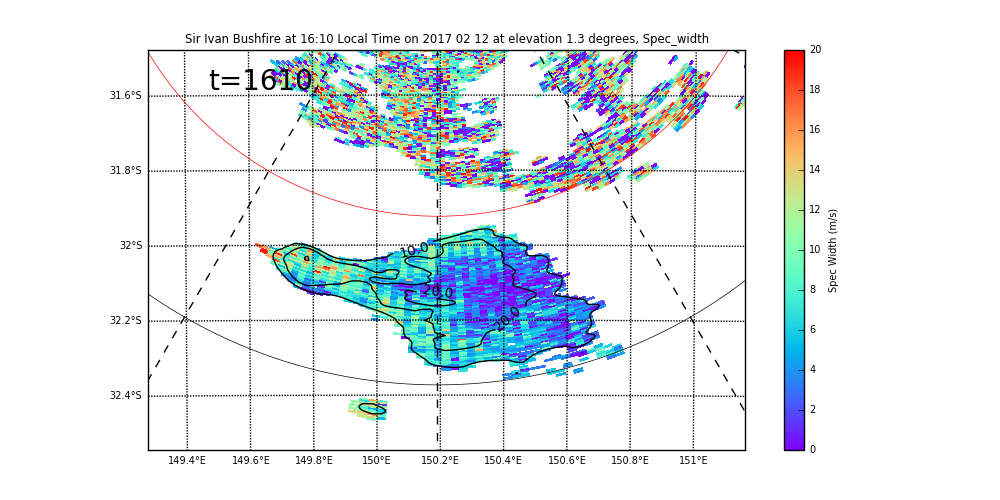 Sir Ivan Bushfire at 16:10 Local Time on 2017 02 12 at elevation 1.3 degrees, Spec_width
t=1610
31.6°S
31.8°S
32°S
32.2°S
32.4°S
10.0
20.0
20.0
149.4°E 149.6°E 149.8°E 150°E 150.2°E 150.4°E 150.6°E 150.8°E 151°E
20
18
16
14
12
10
8
6
4
2
0
Spec Width (m/s)